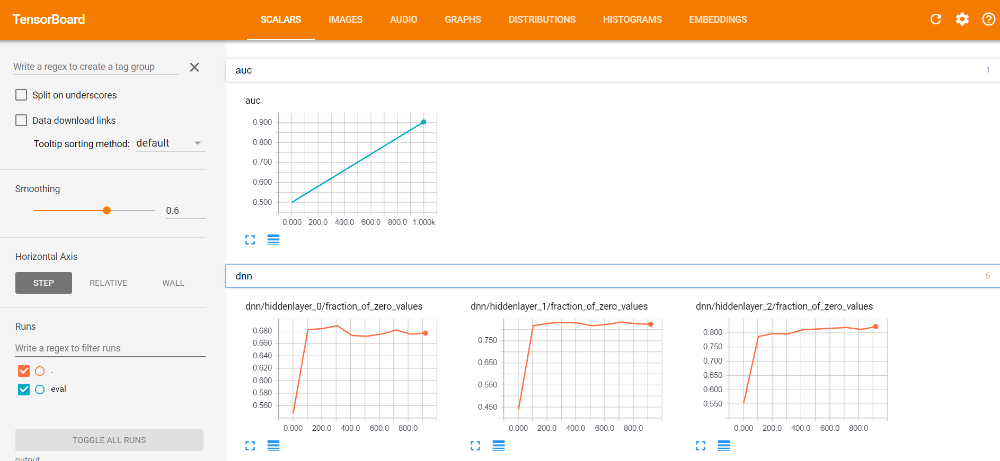 TensorBoard
SCALARS IMAGES AUDIO GRAPHS DISTRIBUTIONS HISTOGRAMS EMBEDDINGS
Write a regex to create a tag group
Split on underscores
Data download links
Tooltip sorting method: default
Smoothing
0.6
Horizontal Axis
STEP RELATIVE WALL
Runs
Write a regex to filter runs
.
eval
TOGGLE ALL RUNS
output
auc 1
auc
0.900
0.800
0.700
0.600
0.500
0.000 200.0 400.0 600.0 800.0 1.000k
dnn 5
dnn/hiddenlayer_0/fraction_of_zero_values
0.680
0.660
0.640
0.620
0.600
0.580
0.560
0.000 200.0 400.0 600.0 800.0
dnn/hiddenlayer_1/fraction_of_zero_values
0.750
0.650
0.550
0.450
0.000 200.0 400.0 600.0 800.0
dnn/hiddenlayer_2/fraction_of_zero_values
0.800
0.750
0.700
0.650
0.600
0.550
0.000 200.0 400.0 600.0 800.0